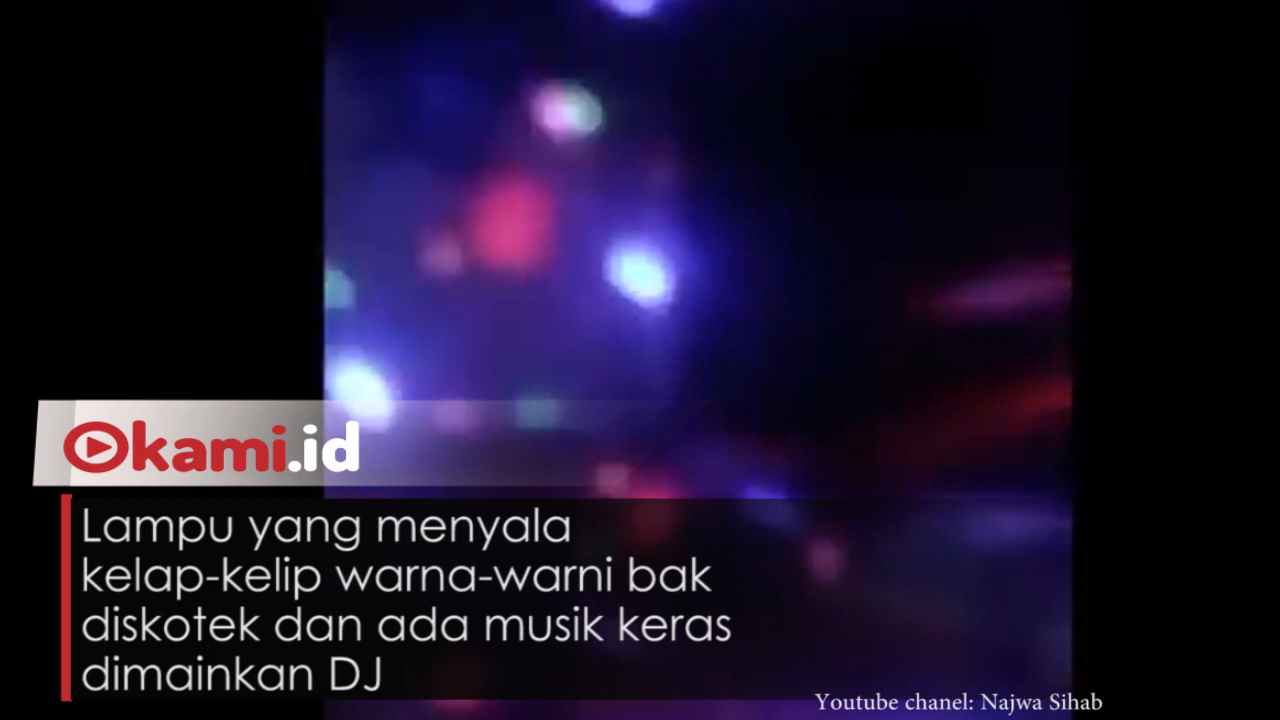 Okami.id
Lampu yang menyala
kelap-kelip warna-warni bak
diskotek dan ada musik keras
dimainkan DJ
Youtube chanel: Najwa Sihab